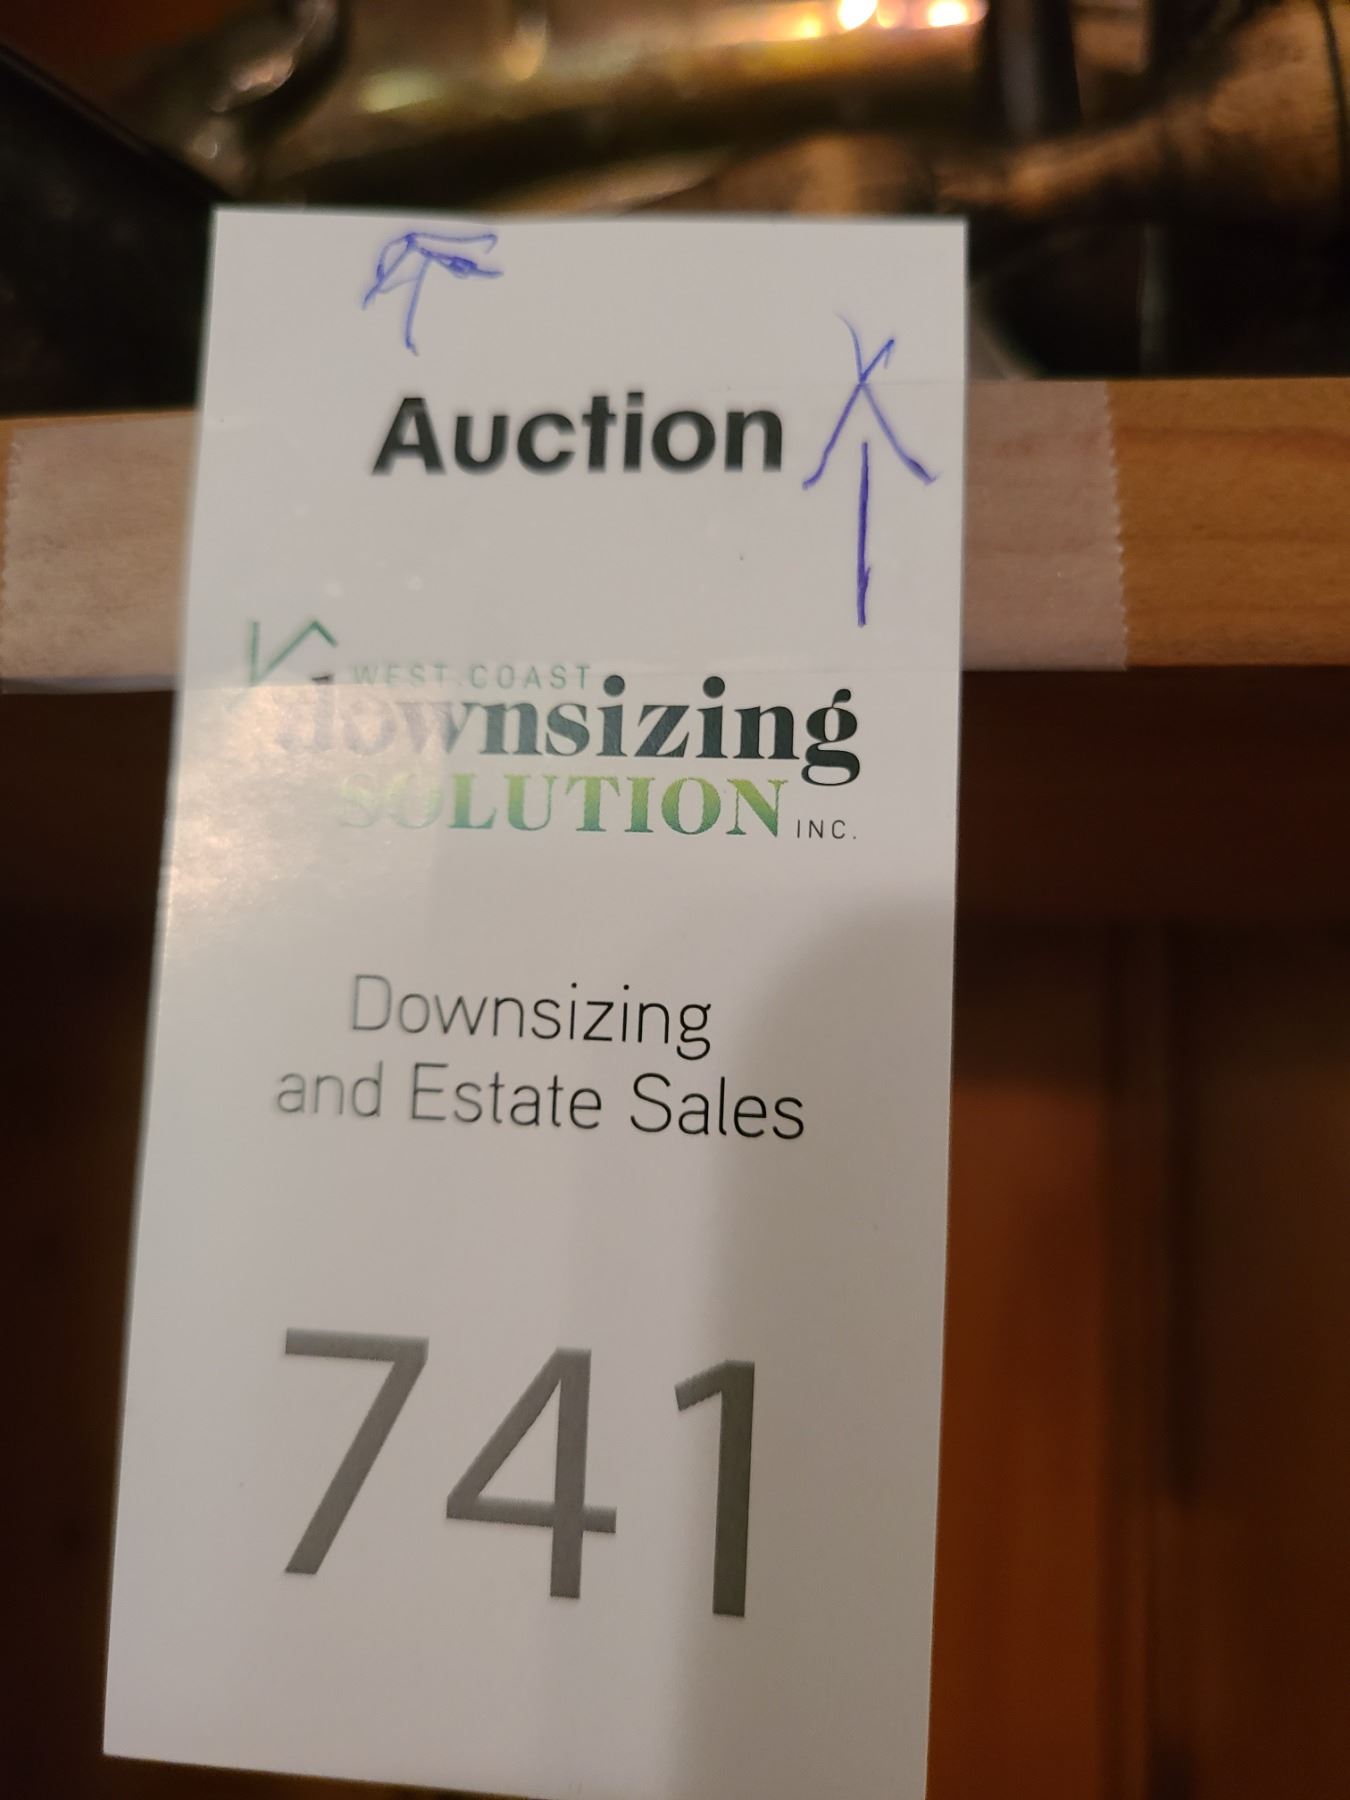 Auction
WEST COAST
downsizing
SOLUTION INC.
Downsizing
and Estate Sales
741